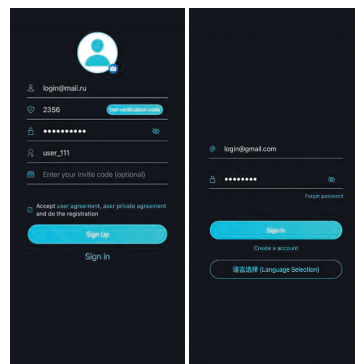 login@mail.ru
2356
Get verification code
••••••••••
user_111
Enter your invite code (optional)
Accept user agreement, user private agreement
and do the registration
Sign Up
Sign in
login@gmail.com
••••••••
Forget password
Sign In
Create a account
语言选择 (Language Selection)